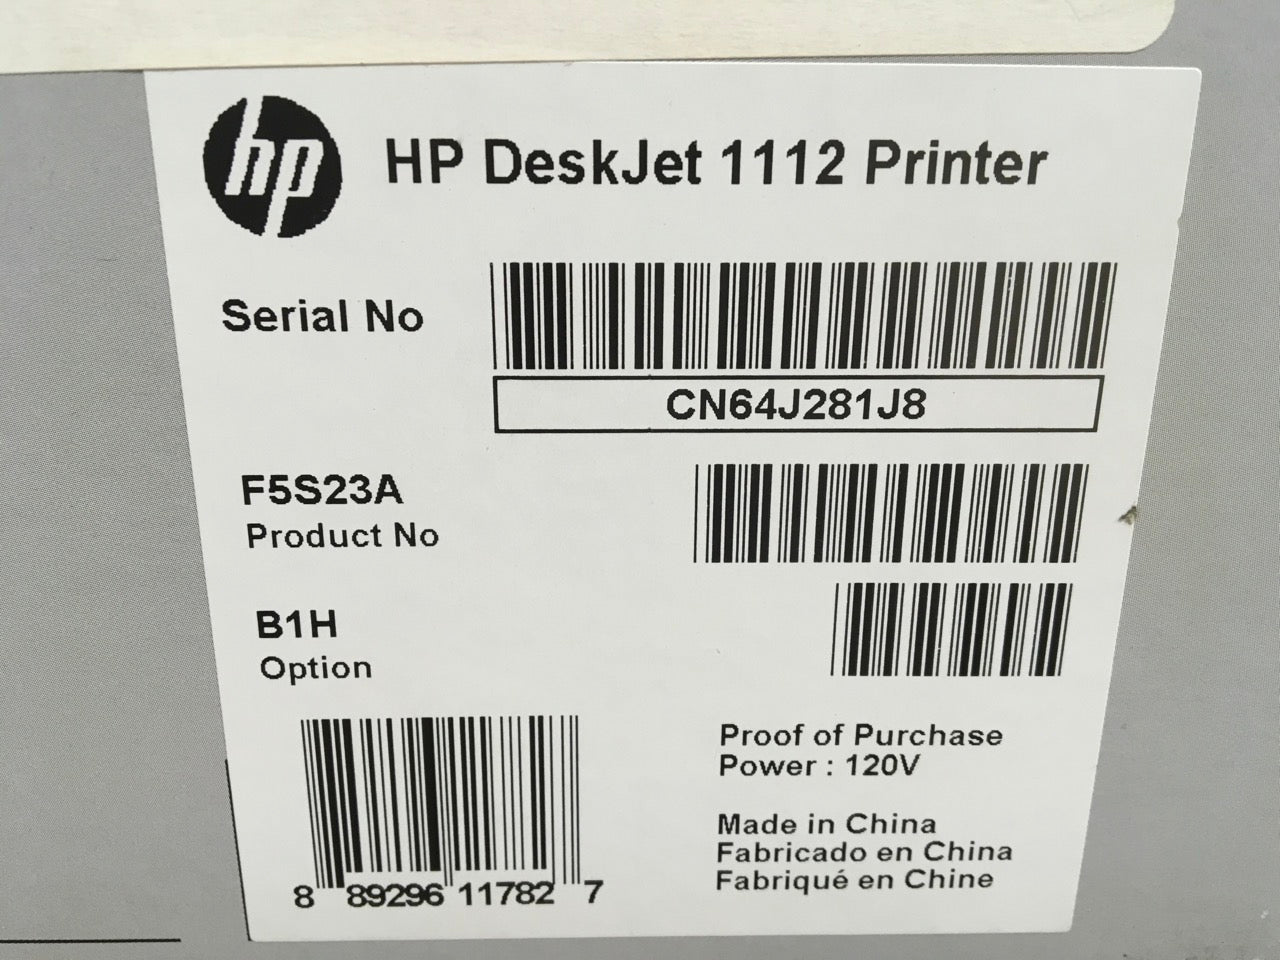 hp
HP DeskJet 1112 Printer
Serial No
CN64J281J8
F5S23A
Product No
B1H
Option
Proof of Purchase
Power : 120V
Made in China
Fabricado en China
Fabriqué en Chine
8 89296 11782 7